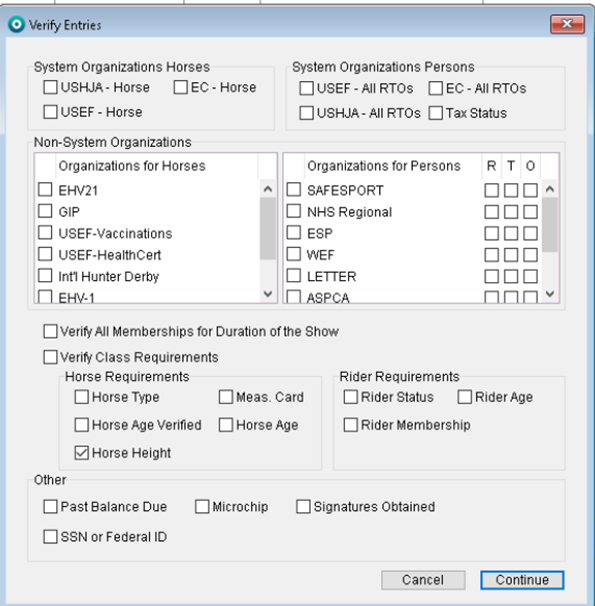 Verify Entries
System Organizations Horses
System Organizations Persons
USHJA - Horse
EC - Horse
USEF - All RTOs
EC - All RTOs
USEF - Horse
USHJA - All RTOs
Tax Status
Non-System Organizations
Organizations for Horses
Organizations for Persons R T O
EHV21
SAFESPORT
GIP
NHS Regional
USEF-Vaccinations
ESP
USEF-HealthCert
WEF
Int'l Hunter Derby
LETTER
EHV-1
ASPCA
Verify All Memberships for Duration of the Show
Verify Class Requirements
Horse Requirements
Rider Requirements
Horse Type
Meas. Card
Rider Status
Rider Age
Horse Age Verified
Horse Age
Rider Membership
Horse Height
Other
Past Balance Due
Microchip
Signatures Obtained
SSN or Federal ID
Cancel
Continue